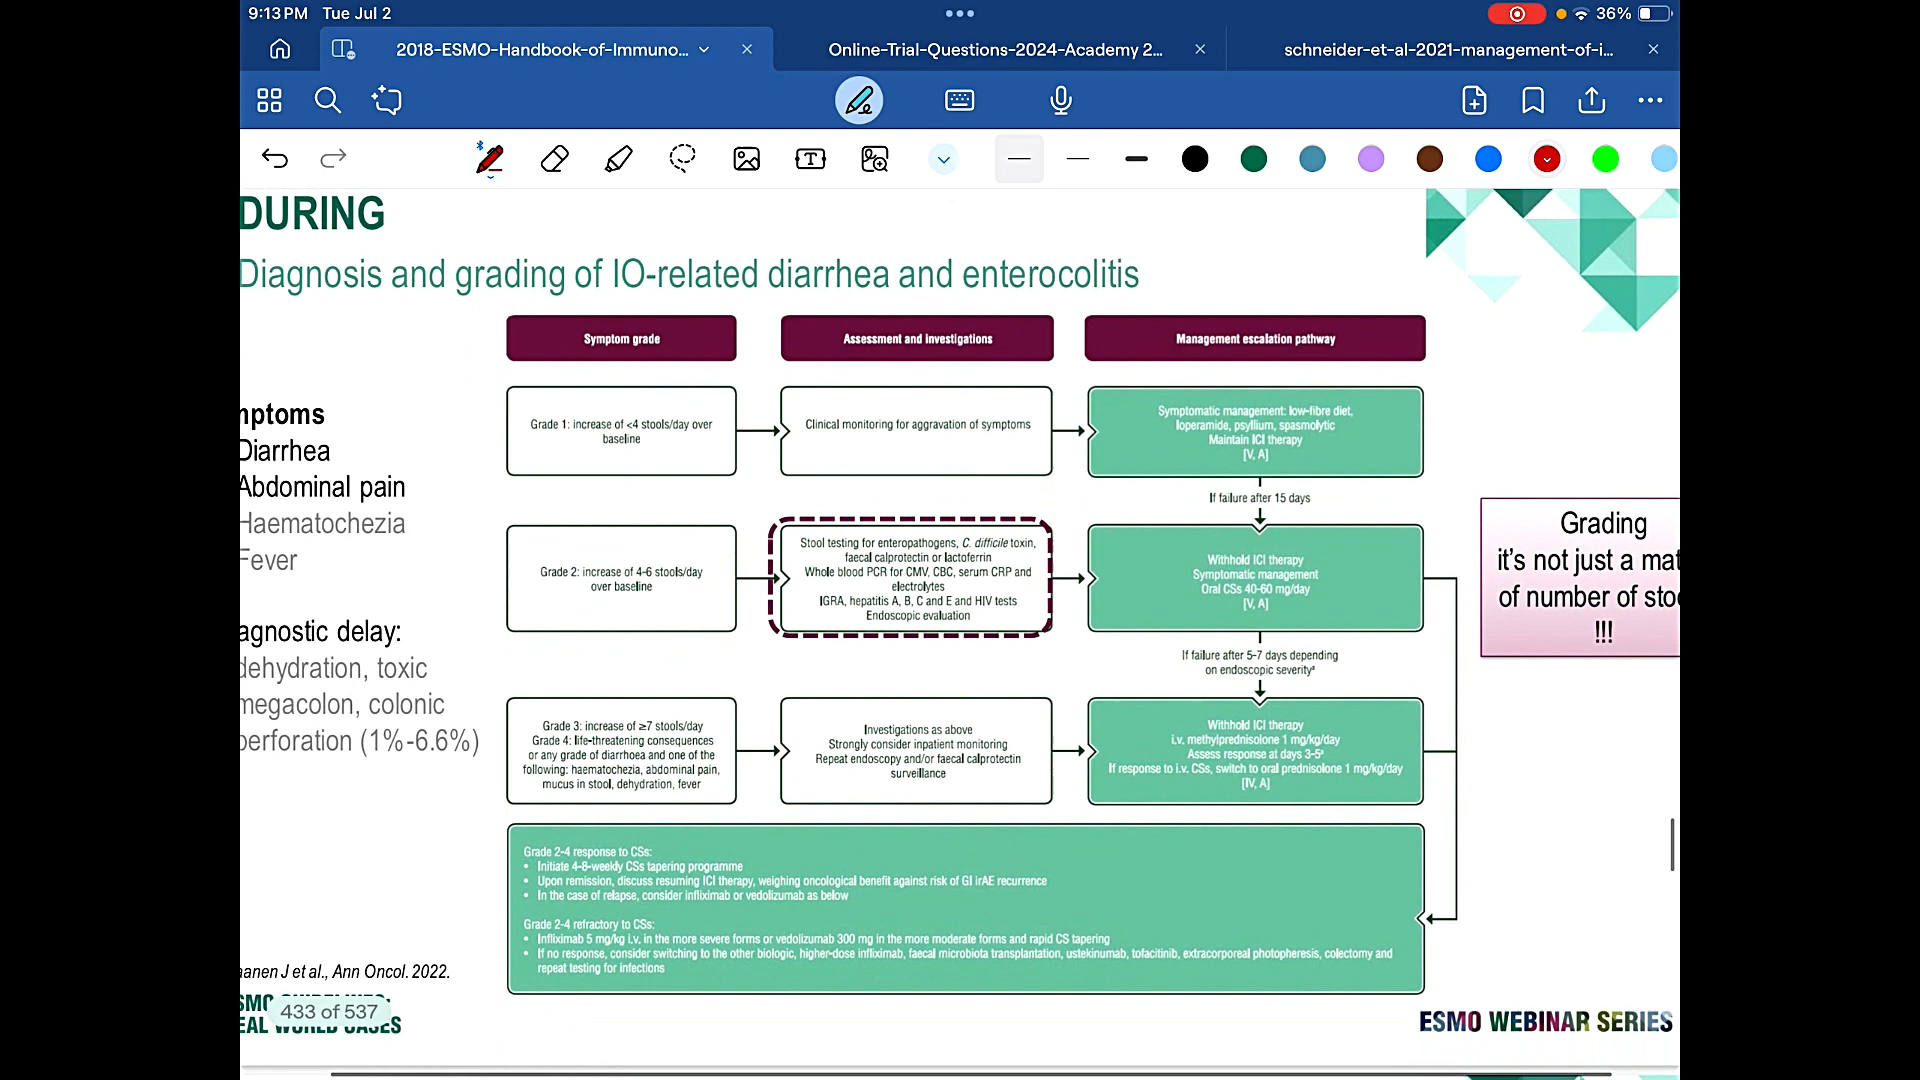 9:13 PM Tue Jul 2
36%
2018-ESMO-Handbook-of-Immuno...
Online-Trial-Questions-2024-Academy 2...
schneider-et-al-2021-management-of-i...
DURING
Diagnosis and grading of IO-related diarrhea and enterocolitis
Symptom grade
Assessment and investigations
Management escalation pathway
nptoms
Diarrhea
Abdominal pain
Haematochezia
Fever
agnostic delay:
dehydration, toxic
megacolon, colonic
perforation (1%-6.6%)
Grade 1: increase of <4 stools/day over
baseline
Clinical monitoring for aggravation of symptoms
Symptomatic management: low-fibre diet,
loperamide, psyllium, spasmolytic
Maintain ICI therapy
[V, A]
If failure after 15 days
Grade 2: increase of 4-6 stools/day
over baseline
Stool testing for enteropathogens, C. difficile toxin,
faecal calprotectin or lactoferrin
Whole blood PCR for CMV, CBC, serum CRP and
electrolytes
IGRA, hepatitis A, B, C and E and HIV tests
Endoscopic evaluation
Withhold ICI therapy
Symptomatic management
Oral CSs 40-60 mg/day
[V, A]
If failure after 5-7 days depending
on endoscopic severityª
Grade 3: increase of ≥7 stools/day
Grade 4: life-threatening consequences
or any grade of diarrhoea and one of the
following: haematochezia, abdominal pain,
mucus in stool, dehydration, fever
Investigations as above
Strongly consider inpatient monitoring
Repeat endoscopy and/or faecal calprotectin
surveillance
Withhold ICI therapy
i.v. methylprednisolone 1 mg/kg/day
Assess response at days 3-5ª
If response to i.v. CSs, switch to oral prednisolone 1 mg/kg/day
[IV, A]
Grading
it's not just a mat
of number of stoo
!!!
Grade 2-4 response to CSs:
• Initiate 4-8-weekly CSs tapering programme
• Upon remission, discuss resuming ICI therapy, weighing oncological benefit against risk of GI irAE recurrence
• In the case of relapse, consider infliximab or vedolizumab as below
Grade 2-4 refractory to CSs:
• Infliximab 5 mg/kg i.v. in the more severe forms or vedolizumab 300 mg in the more moderate forms and rapid CS tapering
• If no response, consider switching to the other biologic, higher-dose infliximab, faecal microbiota transplantation, ustekinumab, tofacitinib, extracorporeal photopheresis, colectomy and
repeat testing for infections
aanen J et al., Ann Oncol. 2022.
433 of 537
EAL WORLD CASES
ESMO WEBINAR SERIES